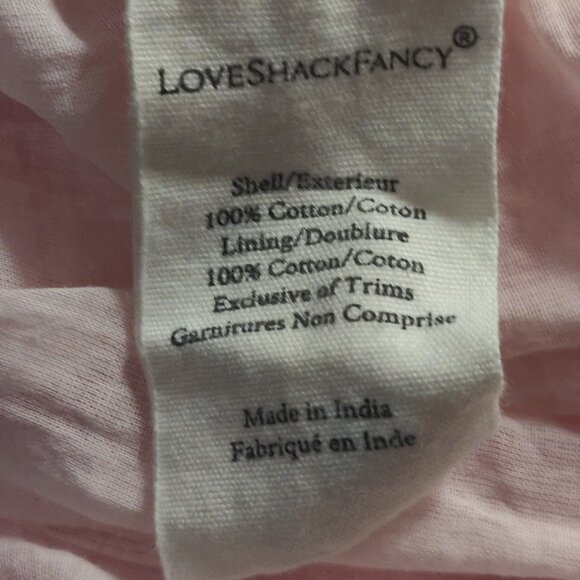 LOVESHACKFANCY®
Shell/Exterieur
100% Cotton/Coton
Lining/Doublure
100% Cotton/Coton
Exclusive of Trims
Garnitures Non Comprise
Made in India
Fabriqué en Inde